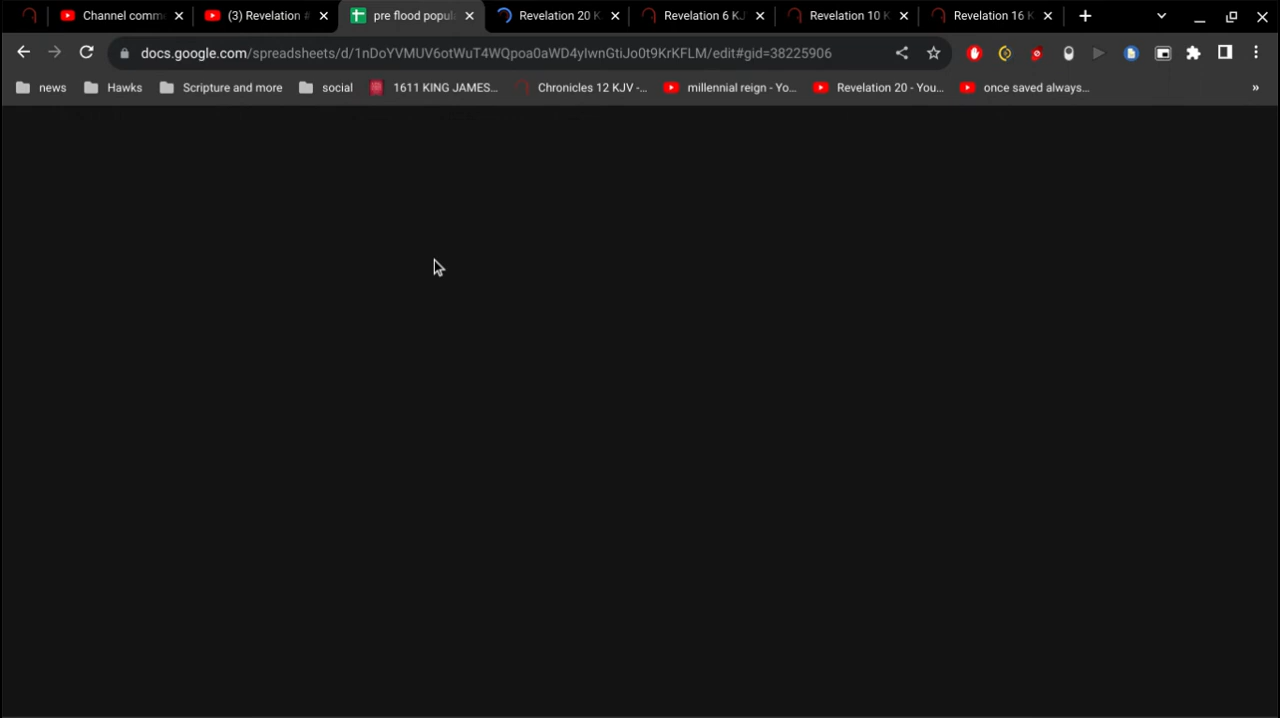 Channel comm
(3) Revelation
pre flood popul
Revelation 20 K
Revelation 6 KJ
Revelation 10 K
Revelation 16 K
docs.google.com/spreadsheets/d/1nDoYVMUV6otWuT4WQpoa0aWD4yIwnGtiJo0t9KrKFLM/edit#gid=38225906
news
Hawks
Scripture and more
social
1611 KING JAMES...
Chronicles 12 KJV -...
millennial reign - Yo...
Revelation 20 - You...
once saved always...
»